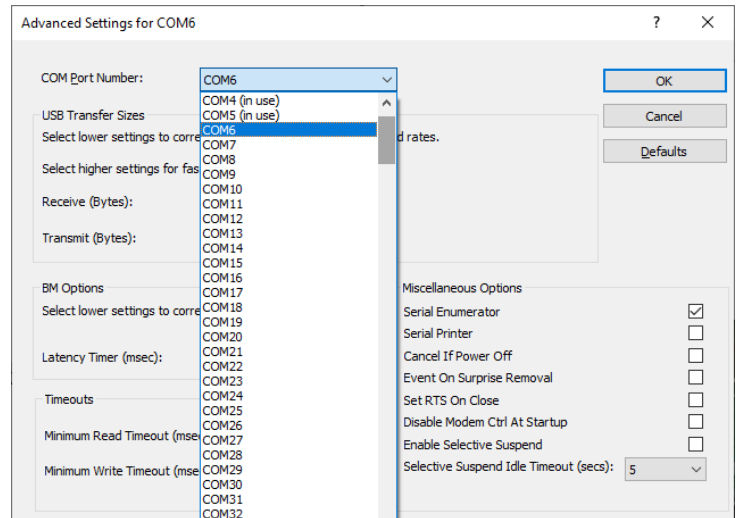 Advanced Settings for COM6
?
COM Port Number:
COM6
OK
Cancel
Defaults
COM4 (in use)
COM5 (in use)
COM6
COM7
COM8
COM9
COM10
COM11
COM12
COM13
COM14
COM15
COM16
COM17
COM18
COM19
COM20
COM21
COM22
COM23
COM24
COM25
COM26
COM27
COM28
COM29
COM30
COM31
COM32
USB Transfer Sizes
Select lower settings to corre
d rates.
Select higher settings for fas
Receive (Bytes):
Transmit (Bytes):
BM Options
Select lower settings to corre
Latency Timer (msec):
Timeouts
Minimum Read Timeout (mse
Minimum Write Timeout (mse
Miscellaneous Options
Serial Enumerator
Serial Printer
Cancel If Power Off
Event On Surprise Removal
Set RTS On Close
Disable Modem Ctrl At Startup
Enable Selective Suspend
Selective Suspend Idle Timeout (secs):
5